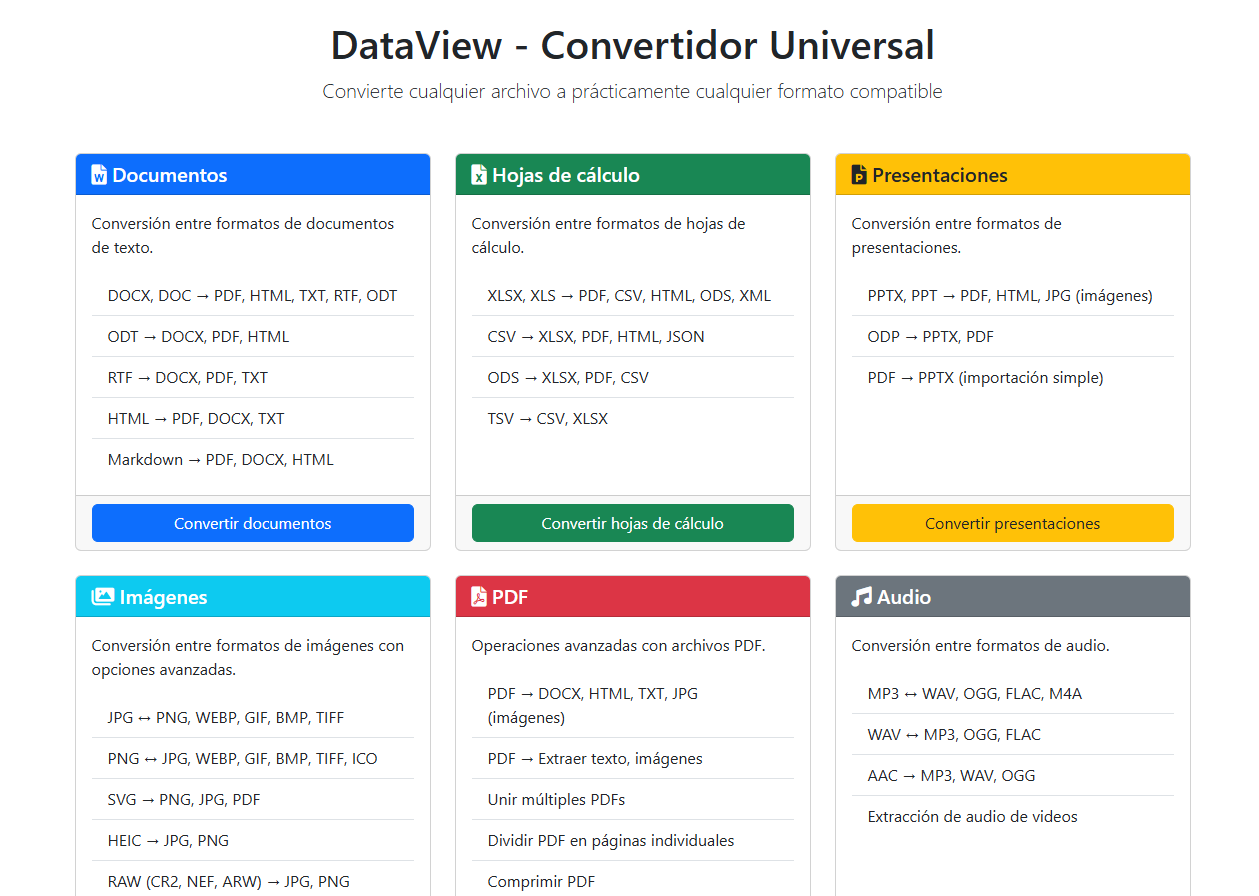 DataView - Convertidor Universal
Convierte cualquier archivo a prácticamente cualquier formato compatible
Documentos
Conversión entre formatos de documentos
de texto.
DOCX, DOC → PDF, HTML, TXT, RTF, ODT
ODT → DOCX, PDF, HTML
RTF → DOCX, PDF, TXT
HTML → PDF, DOCX, TXT
Markdown → PDF, DOCX, HTML
Convertir documentos
Hojas de cálculo
Conversión entre formatos de hojas de
cálculo.
XLSX, XLS → PDF, CSV, HTML, ODS, XML
CSV → XLSX, PDF, HTML, JSON
ODS → XLSX, PDF, CSV
TSV → CSV, XLSX
Convertir hojas de cálculo
Presentaciones
Conversión entre formatos de
presentaciones.
PPTX, PPT → PDF, HTML, JPG (imágenes)
ODP → PPTX, PDF
PDF → PPTX (importación simple)
Convertir presentaciones
Imágenes
Conversión entre formatos de imágenes con
opciones avanzadas.
JPG ↔ PNG, WEBP, GIF, BMP, TIFF
PNG ↔ JPG, WEBP, GIF, BMP, TIFF, ICO
SVG → PNG, JPG, PDF
HEIC → JPG, PNG
RAW (CR2, NEF, ARW) → JPG, PNG
PDF
Operaciones avanzadas con archivos PDF.
PDF → DOCX, HTML, TXT, JPG
(imágenes)
PDF → Extraer texto, imágenes
Unir múltiples PDFs
Dividir PDF en páginas individuales
Comprimir PDF
Audio
Conversión entre formatos de audio.
MP3 ↔ WAV, OGG, FLAC, M4A
WAV ↔ MP3, OGG, FLAC
AAC → MP3, WAV, OGG
Extracción de audio de videos